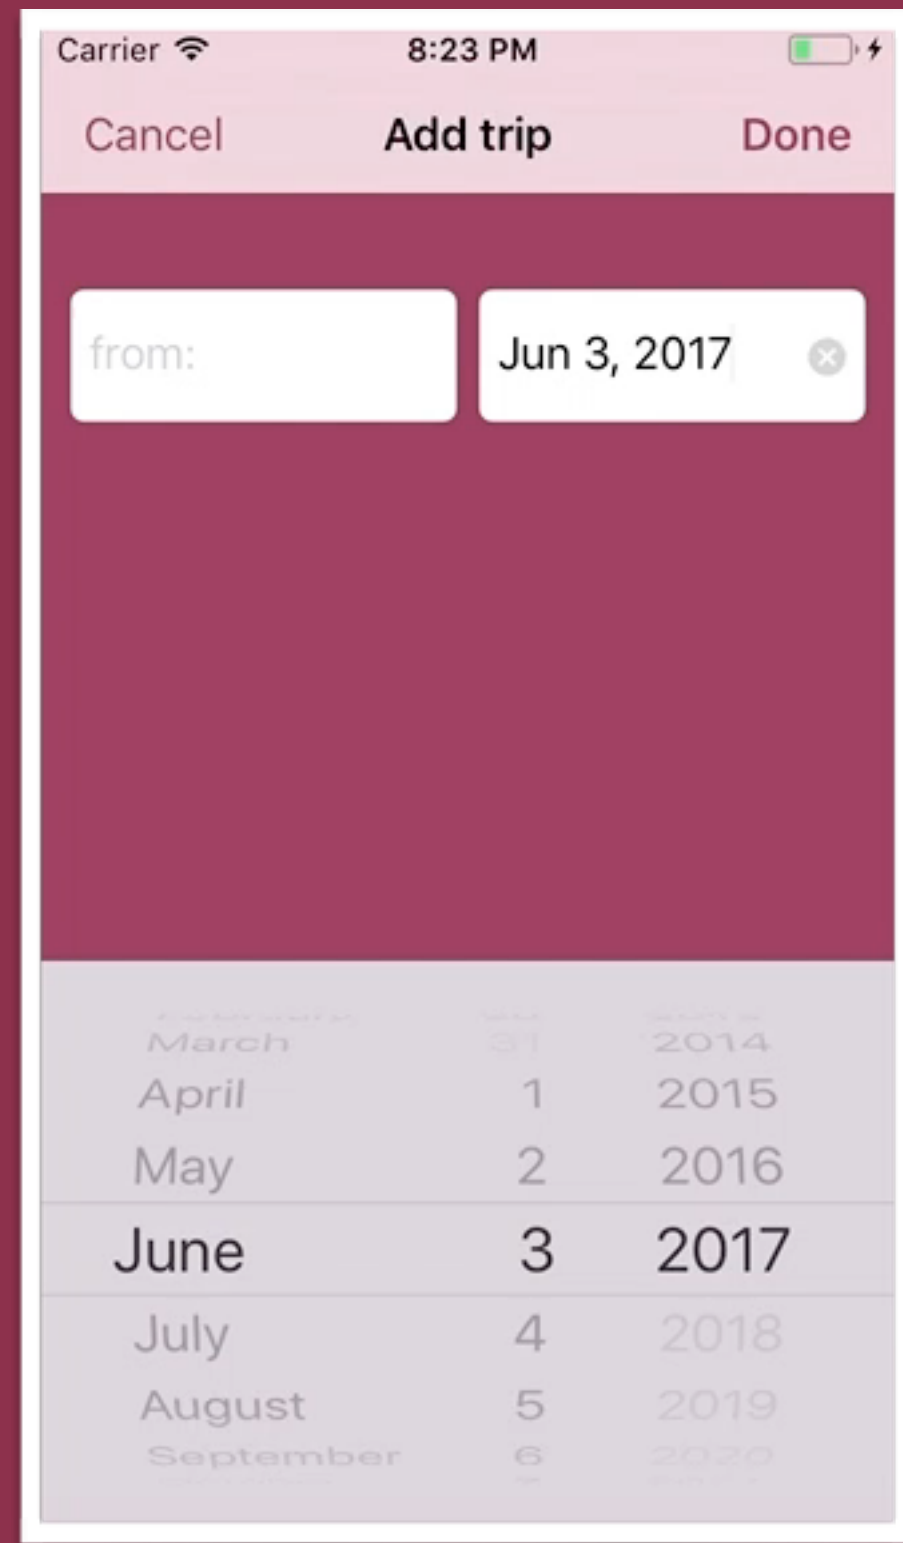 Carrier 8:23 PM
Cancel Add trip Done
from: Jun 3, 2017
March 31 2014
April 1 2015
May 2 2016
June 3 2017
July 4 2018
August 5 2019
September 6 2020